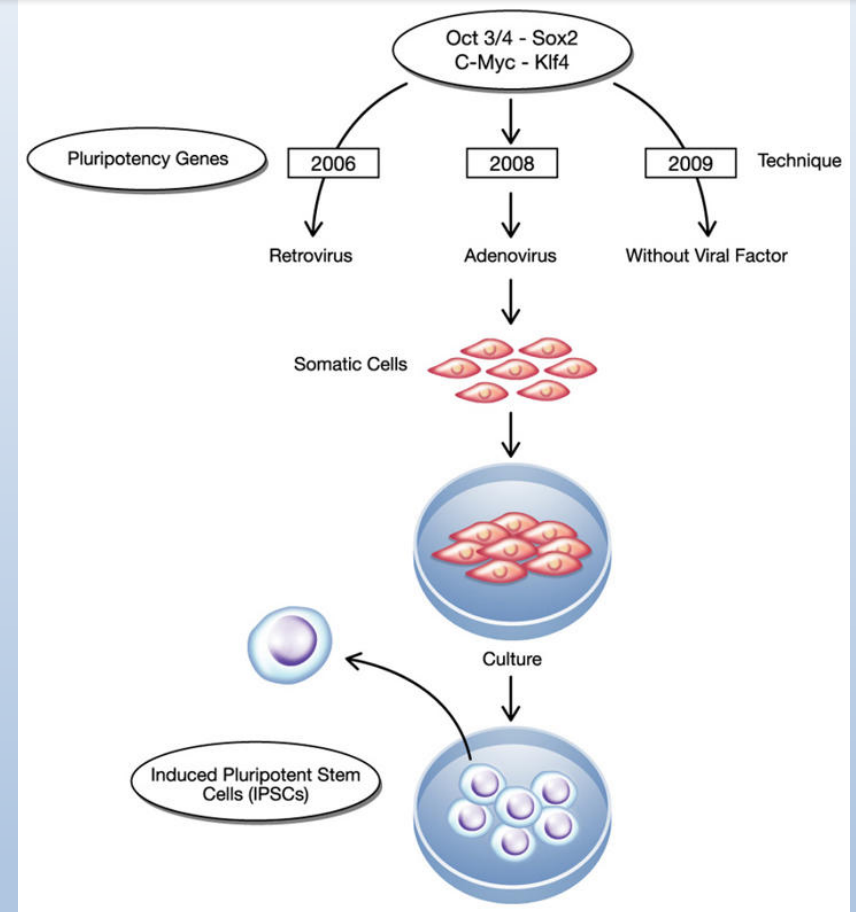 Oct 3/4 - Sox2
C-Myc - Klf4
Pluripotency Genes
2006
2008
2009
Technique
Retrovirus
Adenovirus
Without Viral Factor
Somatic Cells
Culture
Induced Pluripotent Stem
Cells (IPSCs)